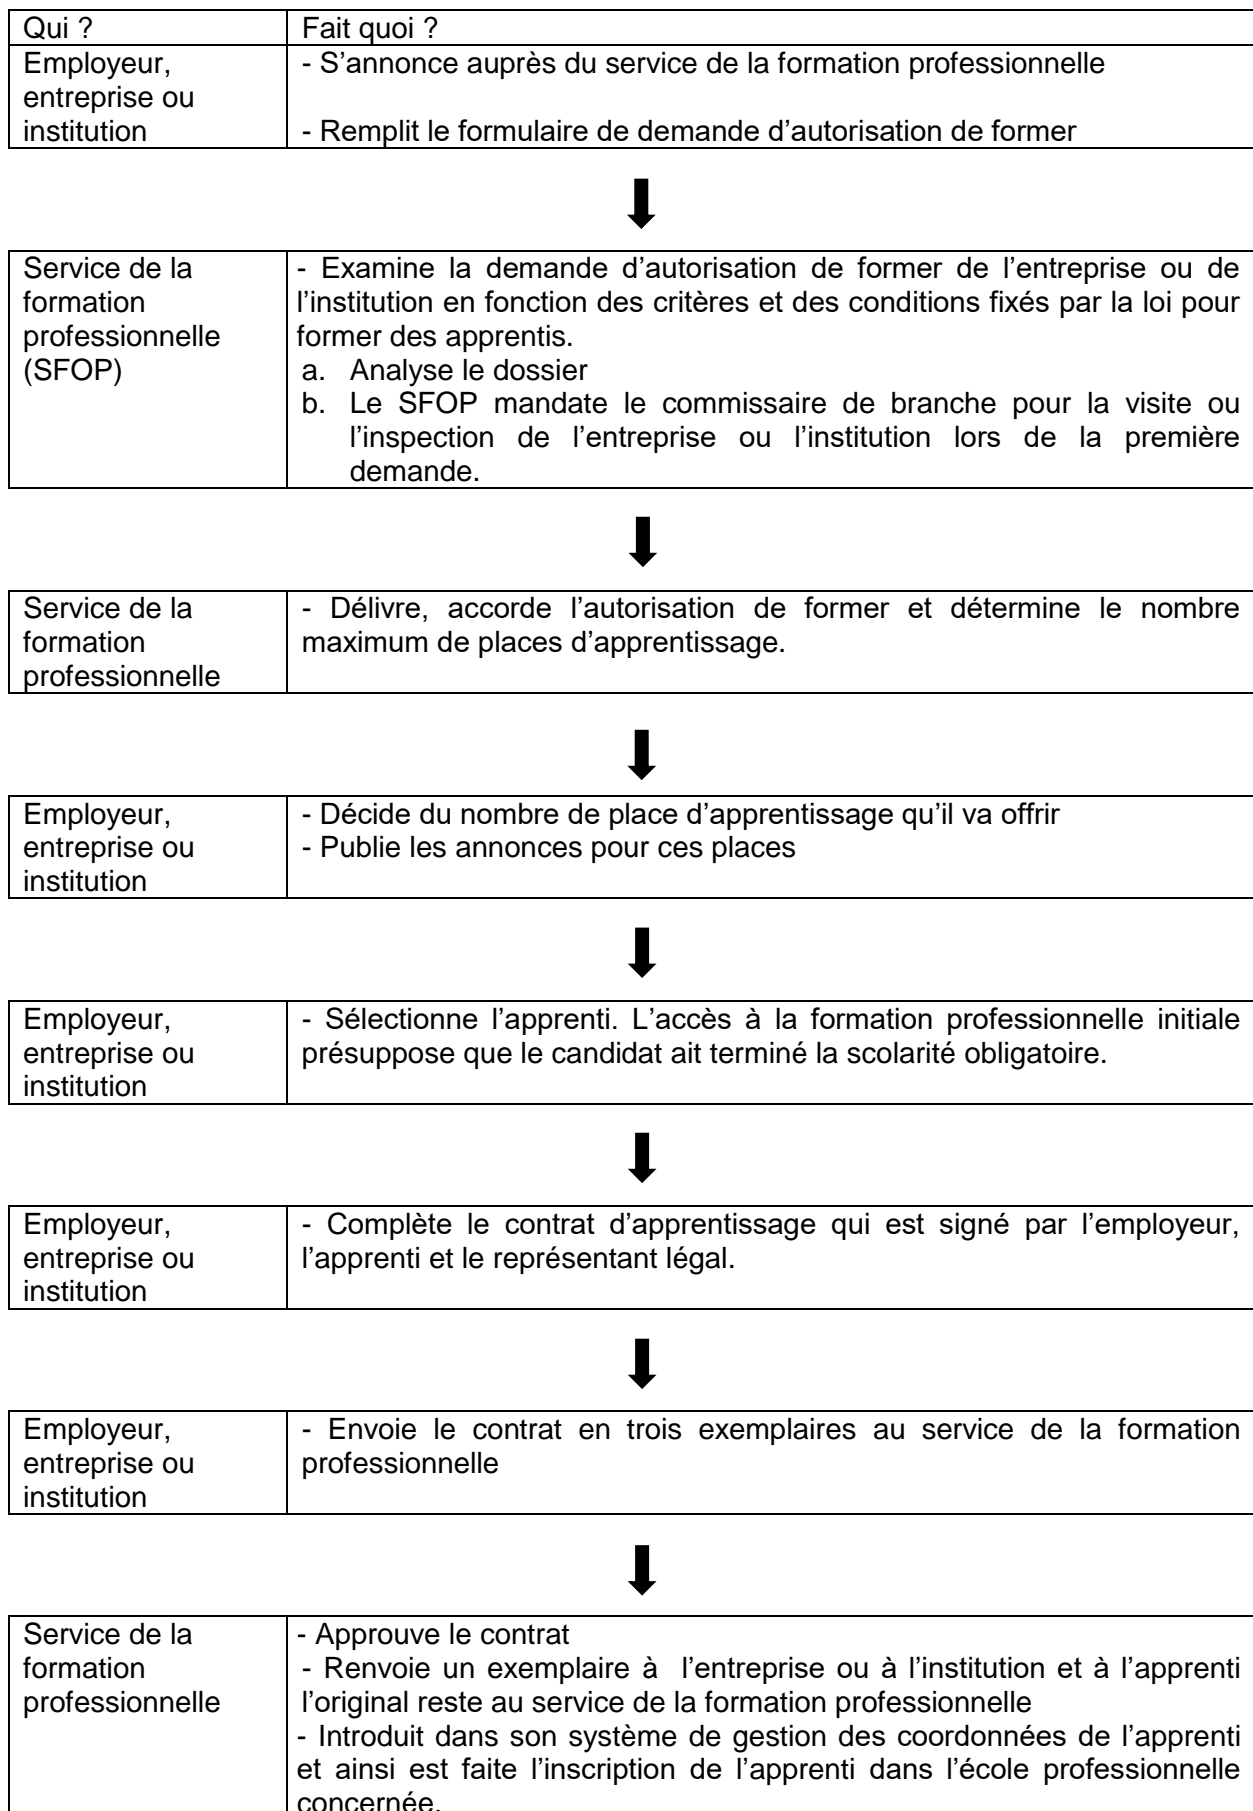 Qui ? Fait quoi ?
Employeur, - S’annonce auprès du service de la formation professionnelle
entreprise ou
institution - Remplit le formulaire de demande d’autorisation de former
Service de la - Examine la demande d’autorisation de former de l’entreprise ou de
formation l’institution en fonction des critères et des conditions fixés par la loi pour
professionnelle former des apprentis.
(SFOP) a. Analyse le dossier
b. Le SFOP mandate le commissaire de branche pour la visite ou
l’inspection de l’entreprise ou l’institution lors de la première
demande.
Service de la - Délivre, accorde l’autorisation de former et détermine le nombre
formation maximum de places d’apprentissage.
professionnelle
Employeur, - Décide du nombre de place d’apprentissage qu’il va offrir
entreprise ou - Publie les annonces pour ces places
institution
Employeur, - Sélectionne l’apprenti. L’accès à la formation professionnelle initiale
entreprise ou présuppose que le candidat ait terminé la scolarité obligatoire.
institution
Employeur, - Complète le contrat d’apprentissage qui est signé par l’employeur,
entreprise ou l’apprenti et le représentant légal.
institution
Employeur, - Envoie le contrat en trois exemplaires au service de la formation
entreprise ou professionnelle
institution
Service de la - Approuve le contrat
formation - Renvoie un exemplaire à l’entreprise ou à l’institution et à l’apprenti
professionnelle l’original reste au service de la formation professionnelle
- Introduit dans son système de gestion des coordonnées de l’apprenti
et ainsi est faite l’inscription de l’apprenti dans l’école professionnelle
concernée.